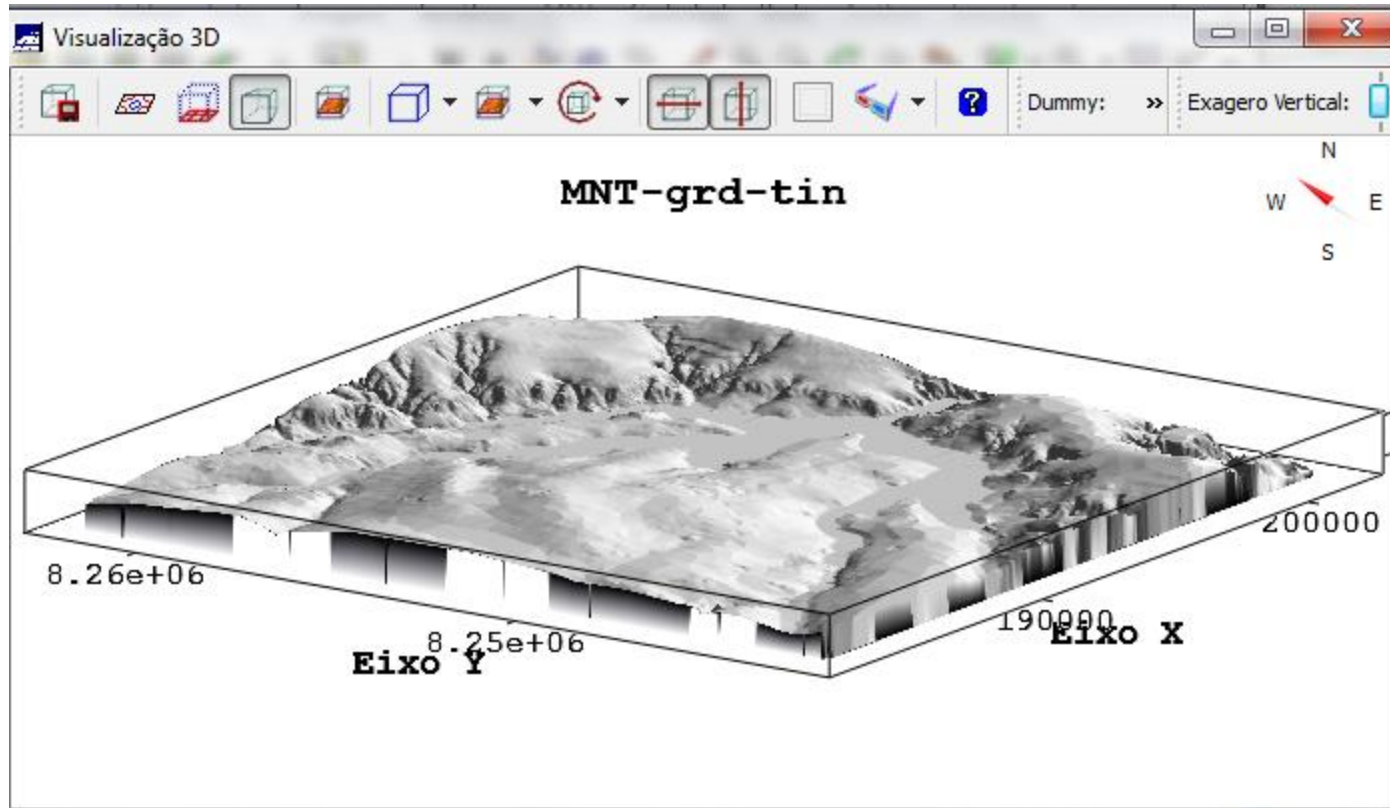 Visualização 3D
Dummy: » Exagero Vertical:
N
W E
S
MNT-grd-tin
200000
8.26e+06
190000
Eixo X
8.25e+06
Eixo Y